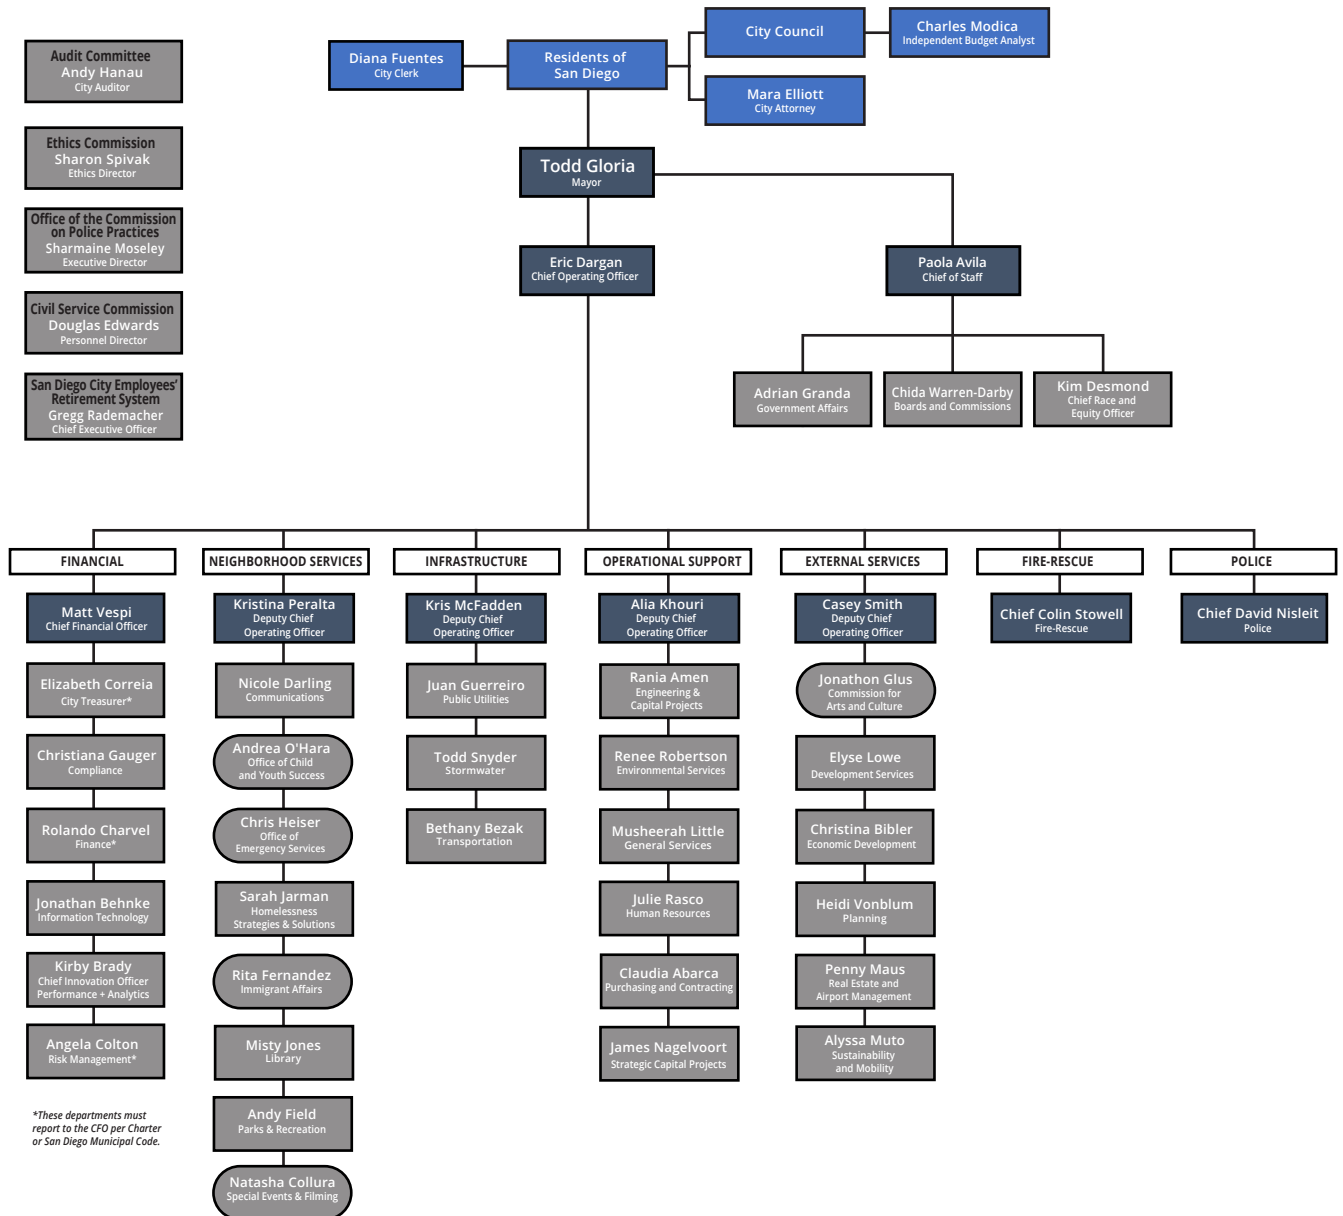 Audit Committee
Andy Hanau
City Auditor
Ethics Commission
Sharon Spivak
Ethics Director
Office of the Commission
on Police Practices
Sharmaine Moseley
Executive Director
Civil Service Commission
Douglas Edwards
Personnel Director
San Diego City Employees’
Retirement System
Gregg Rademacher
Chief Executive Officer
Diana Fuentes
City Clerk
Residents of
San Diego
City Council
Charles Modica
Independent Budget Analyst
Mara Elliott
City Attorney
Todd Gloria
Mayor
Eric Dargan
Chief Operating Officer
Paola Avila
Chief of Staff
Adrian Granda
Government Affairs
Chida Warren-Darby
Boards and Commissions
Kim Desmond
Chief Race and
Equity Officer
FINANCIAL
Matt Vespi
Chief Financial Officer
Elizabeth Correia
City Treasurer*
Christiana Gauger
Compliance
Rolando Charvel
Finance*
Jonathan Behnke
Information Technology
Kirby Brady
Chief Innovation Officer
Performance + Analytics
Angela Colton
Risk Management*
*These departments must
report to the CFO per Charter
or San Diego Municipal Code.
NEIGHBORHOOD SERVICES
Kristina Peralta
Deputy Chief
Operating Officer
Nicole Darling
Communications
Andrea O'Hara
Office of Child
and Youth Success
Chris Heiser
Office of
Emergency Services
Sarah Jarman
Homelessness
Strategies & Solutions
Rita Fernandez
Immigrant Affairs
Misty Jones
Library
Andy Field
Parks & Recreation
Natasha Collura
Special Events & Filming
INFRASTRUCTURE
Kris McFadden
Deputy Chief
Operating Officer
Juan Guerreiro
Public Utilities
Todd Snyder
Stormwater
Bethany Bezak
Transportation
OPERATIONAL SUPPORT
Alia Khouri
Deputy Chief
Operating Officer
Rania Amen
Engineering &
Capital Projects
Renee Robertson
Environmental Services
Musheerah Little
General Services
Julie Rasco
Human Resources
Claudia Abarca
Purchasing and Contracting
James Nagelvoort
Strategic Capital Projects
EXTERNAL SERVICES
Casey Smith
Deputy Chief
Operating Officer
Jonathon Glus
Commission for
Arts and Culture
Elyse Lowe
Development Services
Christina Bibler
Economic Development
Heidi Vonblum
Planning
Penny Maus
Real Estate and
Airport Management
Alyssa Muto
Sustainability
and Mobility
FIRE-RESCUE
Chief Colin Stowell
Fire-Rescue
POLICE
Chief David Nisleit
Police